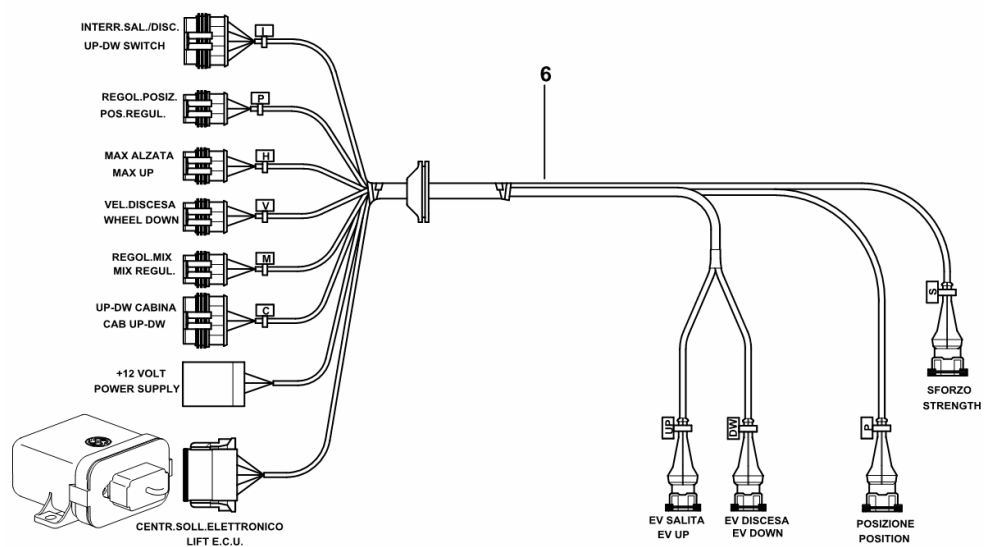 INTERR.SAL./DISC.
UP-DW SWITCH
I
REGOL.POSIZ.
POS.REGUL.
P
MAX ALZATA
MAX UP
H
VEL.DISCESA
WHEEL DOWN
V
REGOL.MIX
MIX REGUL.
M
UP-DW CABINA
CAB UP-DW
C
+12 VOLT
POWER SUPPLY
CENTR.SOLL.ELETTRONICO
LIFT E.C.U.
6
UP
EV SALITA
EV UP
DW
EV DISCESA
EV DOWN
P
POSIZIONE
POSITION
S
SFORZO
STRENGTH